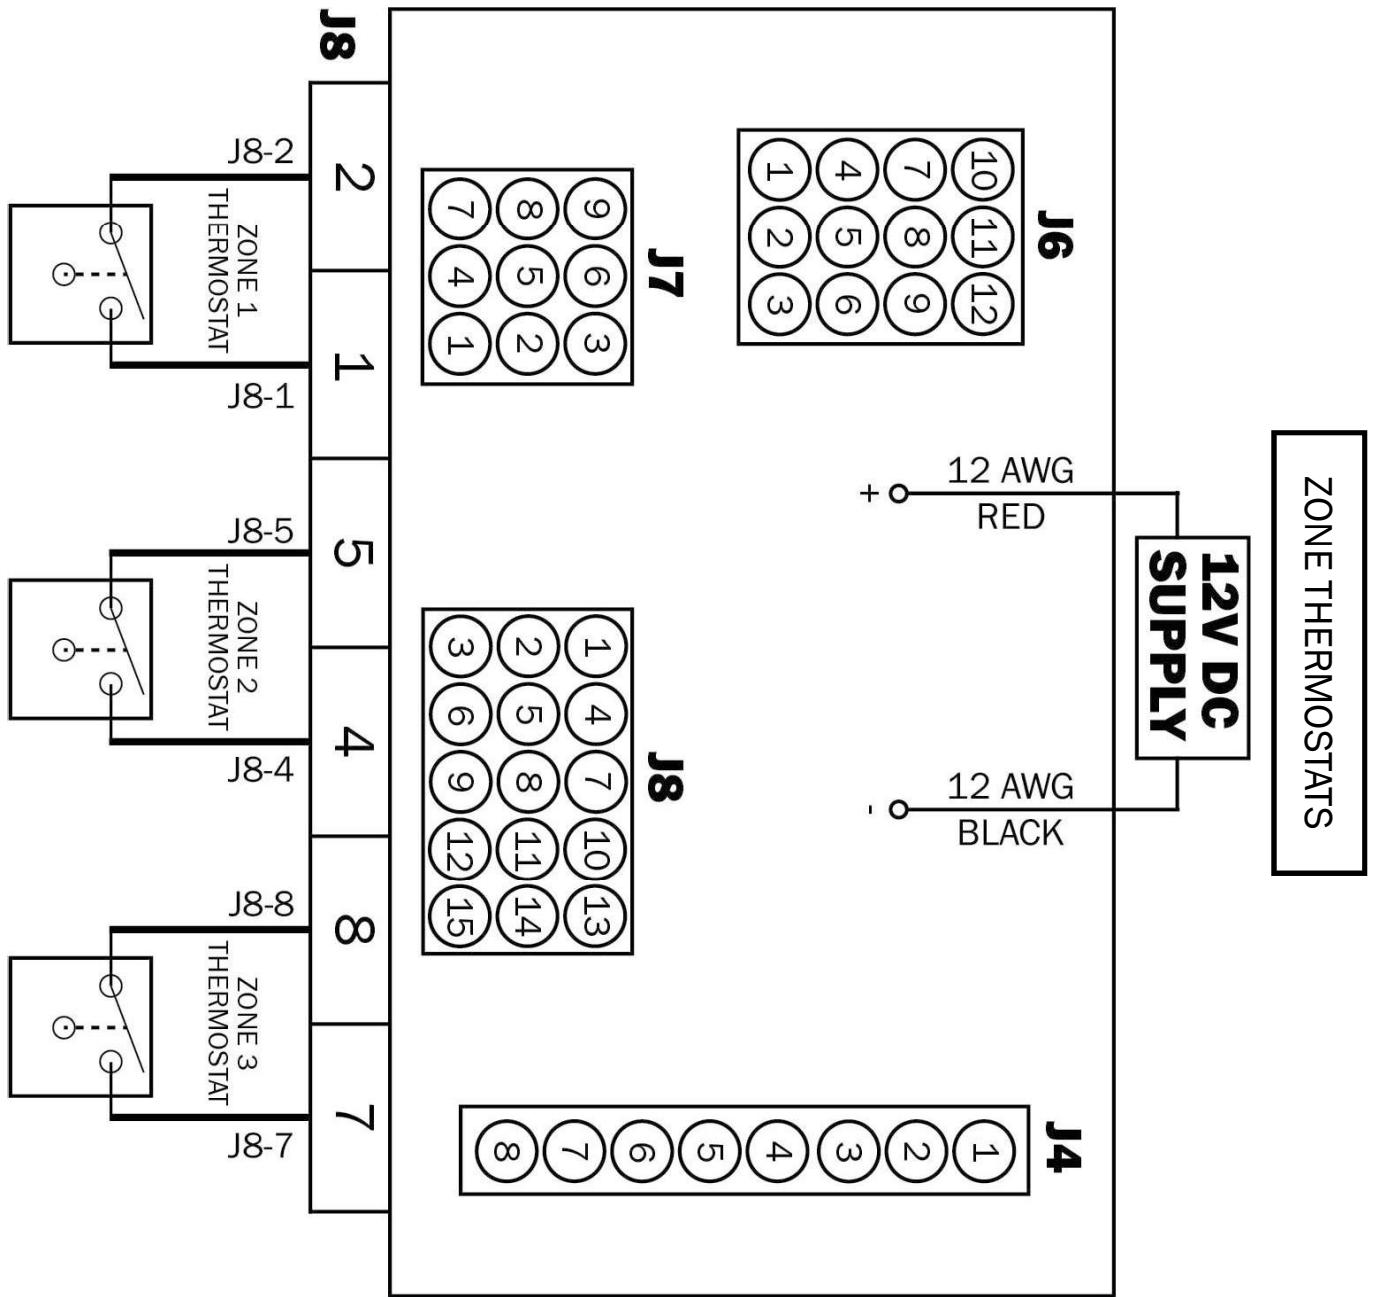 ZONE THERMOSTATS
12V DC
SUPPLY
12 AWG
RED
+
12 AWG
BLACK
-
J6
10 11 12
7 8 9
4 5 6
1 2 3
J7
9 6 3
8 5 2
7 4 1
J8
1 4 7 10 13
2 5 8 11 14
3 6 9 12 15
J4
1
2
3
4
5
6
7
8
J8
2 1 5 4 8 7
J8-2
ZONE 1
THERMOSTAT
J8-1
J8-5
ZONE 2
THERMOSTAT
J8-4
J8-8
ZONE 3
THERMOSTAT
J8-7